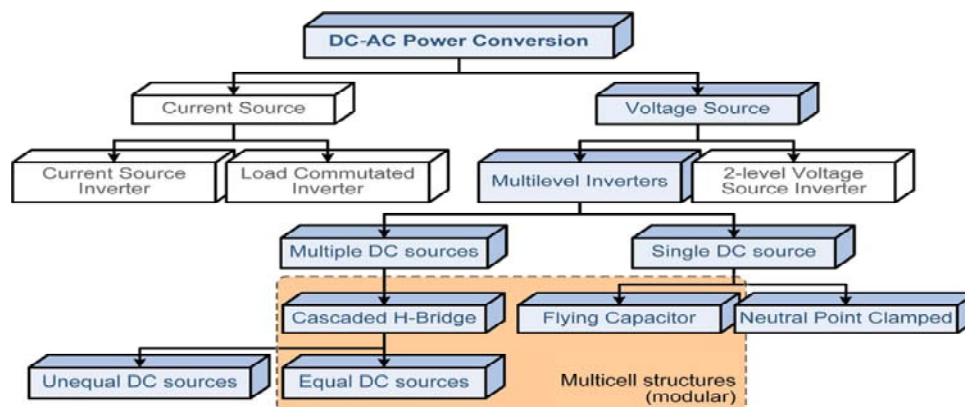 DC-AC Power Conversion
Current Source
Voltage Source
Current Source
Inverter
Load Commutated
Inverter
Multilevel Inverters
2-level Voltage
Source Inverter
Multiple DC sources
Single DC source
Cascaded H-Bridge
Flying Capacitor
Neutral Point Clamped
Unequal DC sources
Equal DC sources
Multicell structures
(modular)